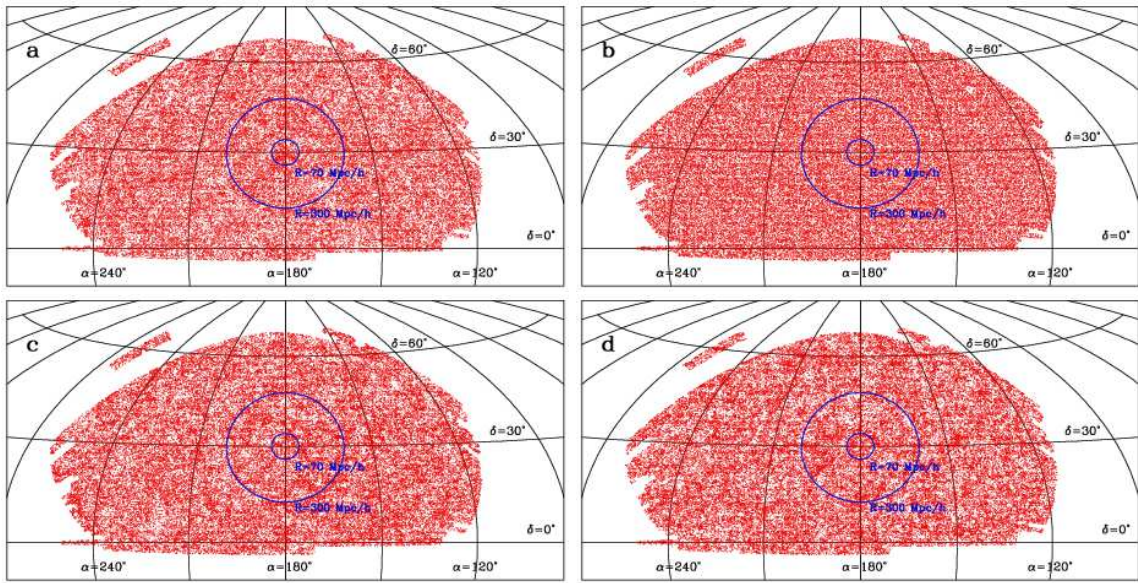 a
δ=60°
δ=30°
R=70 Mpc/h
R=300 Mpc/h
δ=0°
α=240° α=180° α=120°
b
δ=60°
δ=30°
R=70 Mpc/h
R=300 Mpc/h
δ=0°
α=240° α=180° α=120°
c
δ=60°
δ=30°
R=70 Mpc/h
R=300 Mpc/h
δ=0°
α=240° α=180° α=120°
d
δ=60°
δ=30°
R=70 Mpc/h
R=300 Mpc/h
δ=0°
α=240° α=180° α=120°